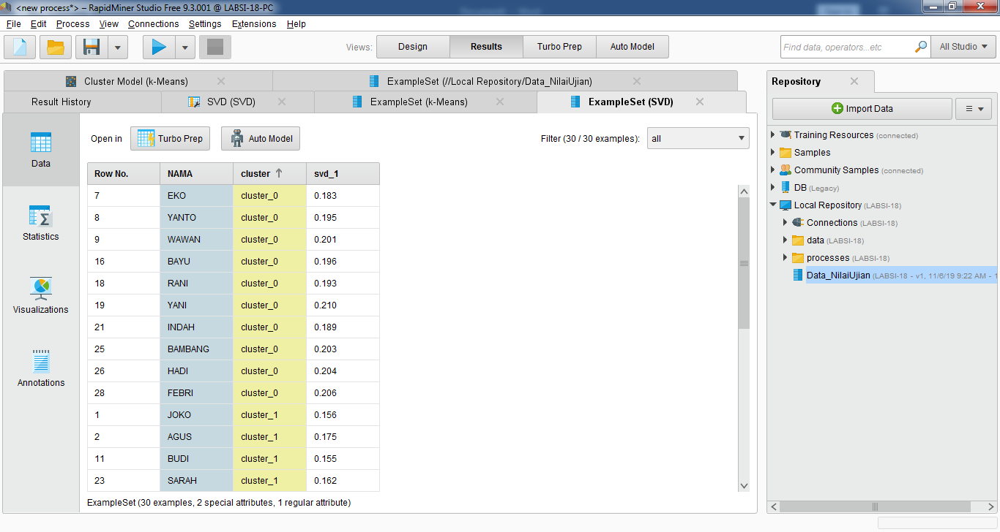 <new process*> – RapidMiner Studio Free 9.3.001 @ LABSI-18-PC
File Edit Process View Connections Settings Extensions Help
Views: Design Results Turbo Prep Auto Model Find data, operators...etc All Studio
Cluster Model (k-Means) ExampleSet (//Local Repository/Data_NilaiUjian)
Result History SVD (SVD) ExampleSet (k-Means) ExampleSet (SVD)
Data
Statistics
Visualizations
Annotations
Open in Turbo Prep Auto Model Filter (30 / 30 examples): all
Row No. NAMA cluster svd_1
7 EKO cluster_0 0.183
8 YANTO cluster_0 0.195
9 WAWAN cluster_0 0.201
16 BAYU cluster_0 0.196
18 RANI cluster_0 0.193
19 YANI cluster_0 0.210
21 INDAH cluster_0 0.189
25 BAMBANG cluster_0 0.203
26 HADI cluster_0 0.204
28 FEBRI cluster_0 0.206
1 JOKO cluster_1 0.156
2 AGUS cluster_1 0.175
11 BUDI cluster_1 0.155
23 SARAH cluster_1 0.162
ExampleSet (30 examples, 2 special attributes, 1 regular attribute)
Repository
Import Data
Training Resources (connected)
Samples
Community Samples (connected)
DB (Legacy)
Local Repository (LABSI-18)
Connections (LABSI-18)
data (LABSI-18)
processes (LABSI-18)
Data_NilaiUjian (LABSI-18 - v1, 11/6/19 9:22 AM - 1